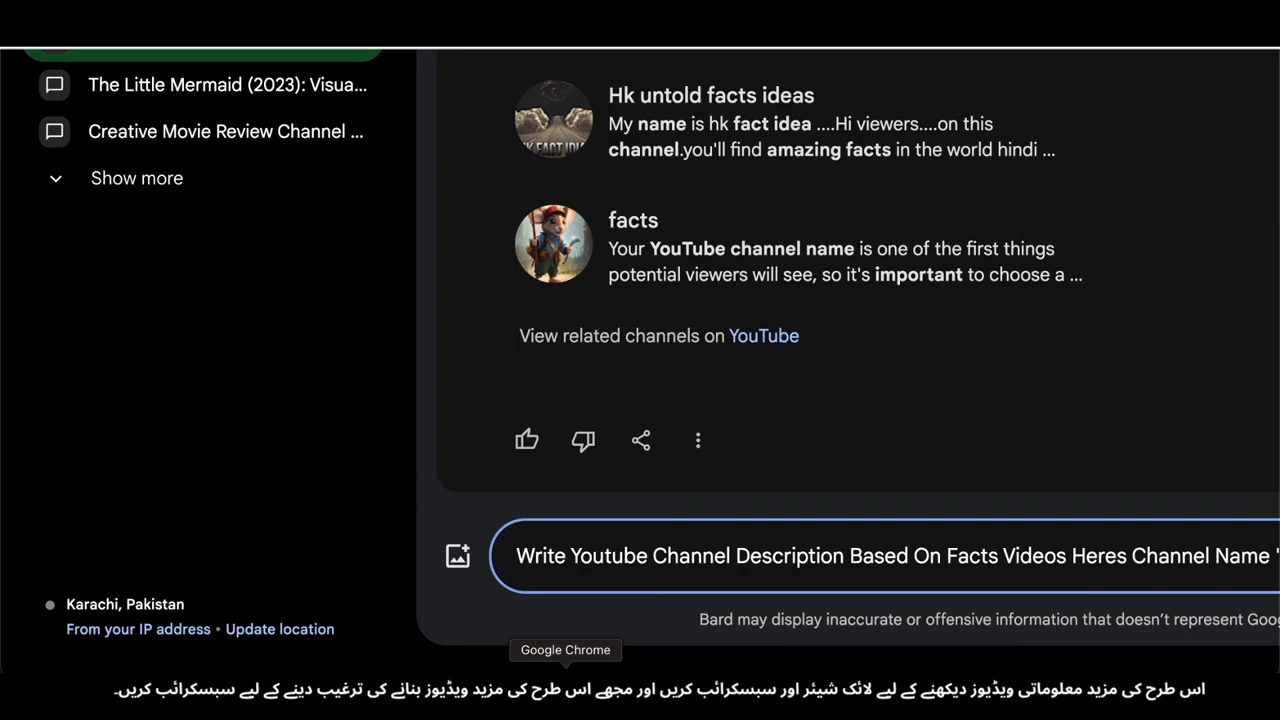 The Little Mermaid (2023): Visua...
Creative Movie Review Channel ...
Show more
Hk untold facts ideas
My name is hk fact idea ....Hi viewers....on this
channel.you'll find amazing facts in the world hindi ...
facts
Your YouTube channel name is one of the first things
potential viewers will see, so it's important to choose a ...
View related channels on YouTube
Write Youtube Channel Description Based On Facts Videos Heres Channel Name "
Karachi, Pakistan
From your IP address • Update location
Bard may display inaccurate or offensive information that doesn't represent Goog
Google Chrome
اس طرح کی مزید معلوماتی ویڈیوز دیکھنے کے لیے لائک شیئر اور سبسکرائب کریں اور مجھے اس طرح کی مزید ویڈیوز بنانے کی ترغیب دینے کے لیے سبسکرائب کریں۔